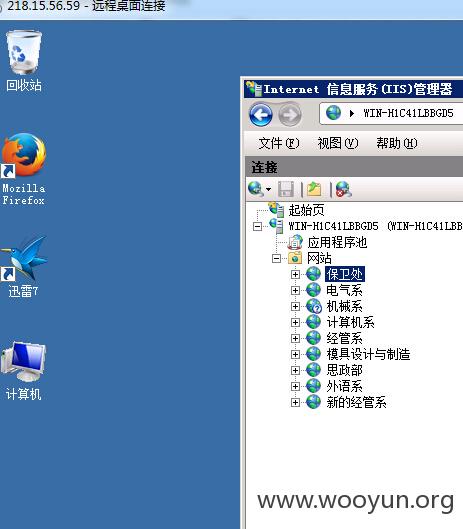 218.15.56.59 - 远程桌面连接
回收站
Mozilla
Firefox
迅雷7
计算机
Internet 信息服务(IIS)管理器
WIN-H1C41LBBGD5
文件(F) 视图(V) 帮助(H)
连接
起始页
WIN-H1C41LBBGD5 (WIN-H1C41LBB
应用程序池
网站
保卫处
电气系
机械系
计算机系
经管系
模具设计与制造
思政部
外语系
新的经管系
www.wooyun.org